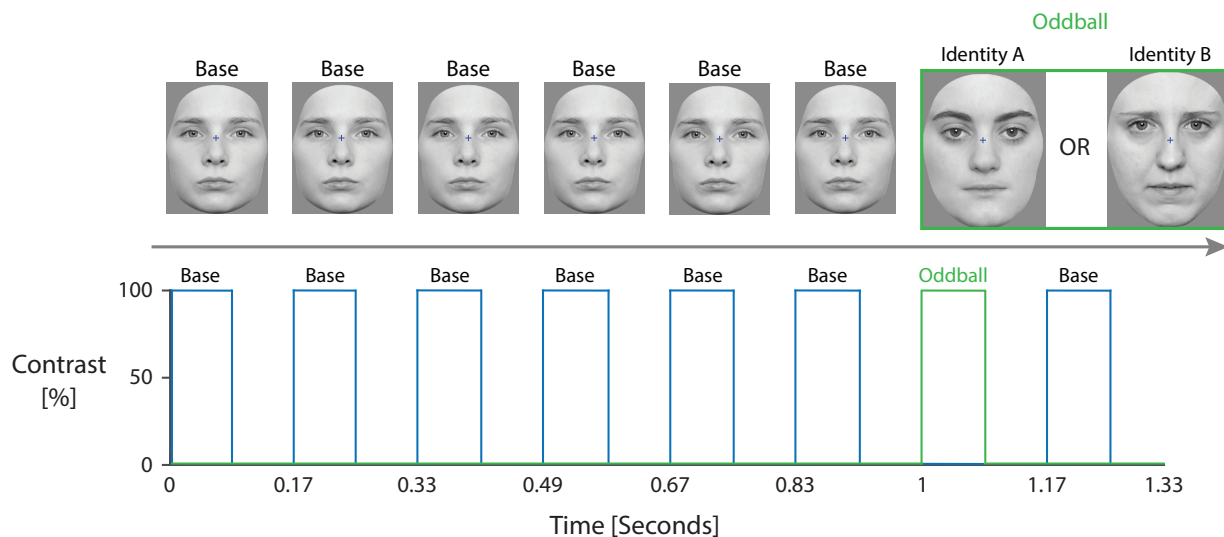 Oddball
Base Base Base Base Base Base Identity A Identity B
OR
Base Base Base Base Base Base Oddball Base
100
Contrast
[%]
50
0
0 0.17 0.33 0.49 0.67 0.83 1 1.17 1.33
Time [Seconds]